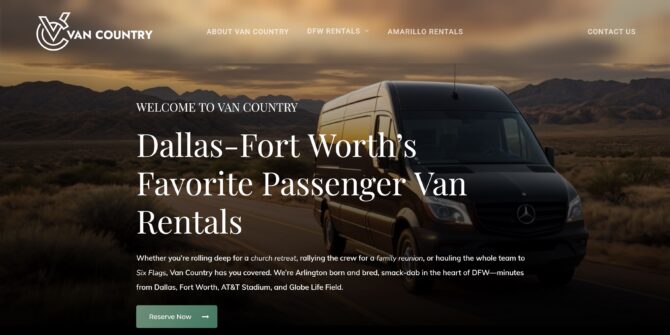 VAN COUNTRY
ABOUT VAN COUNTRY
DFW RENTALS
AMARILLO RENTALS
CONTACT US
WELCOME TO VAN COUNTRY
Dallas-Fort Worth's
Favorite Passenger Van
Rentals
Whether you're rolling deep for a church retreat, rallying the crew for a family reunion, or hauling the whole team to
Six Flags, Van Country has you covered. We're Arlington born and bred, smack-dab in the heart of DFW—minutes
from Dallas, Fort Worth, AT&T Stadium, and Globe Life Field.
Reserve Now